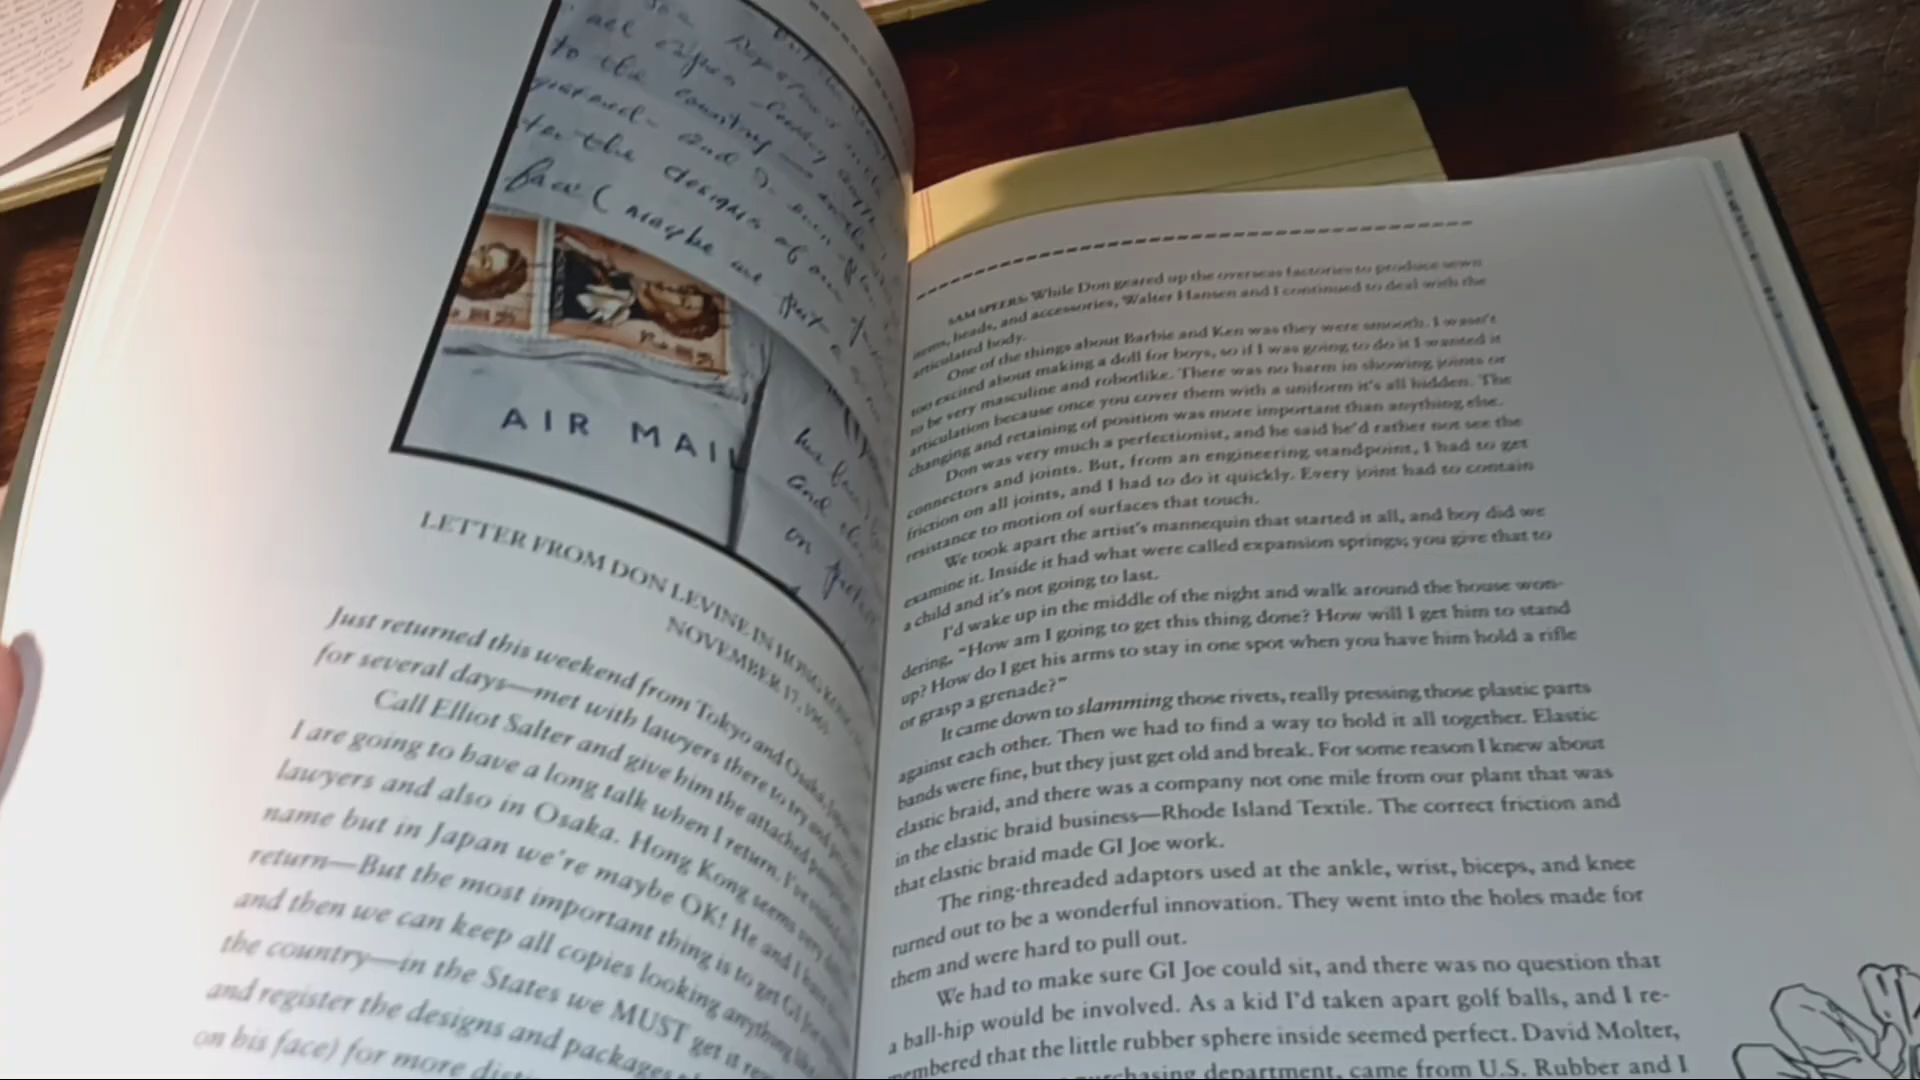 to the country
for the designs of our
face (maybe we put a
AIR MAIL
his face)
and
on
LETTER FROM DON LEVINE IN HONG KONG
NOVEMBER 17,
Just returned this weekend from Tokyo and Osaka
for several days—met with lawyers there to try
Call Elliot Salter and give him the attached
I are going to have a long talk when I return. I've
lawyers and also in Osaka. Hong Kong seems very
name but in Japan we're maybe OK! He and I
return—But the most important thing is to get GI Joe
and then we can keep all copies looking anything like
the country—in the States we MUST get it
and register the designs and packages
on his face) for more
SAM SPEERS: While Don geared up the overseas factories to produce sewn
items, heads, and accessories, Walter Hansen and I continued to deal with the
articulated body.
One of the things about Barbie and Ken was they were smooth. I wasn't
too excited about making a doll for boys, so if I was going to do it I wanted it
to be very masculine and robotlike. There was no harm in showing joints or
articulation because once you cover them with a uniform it's all hidden. The
changing and retaining of position was more important than anything else.
Don was very much a perfectionist, and he said he'd rather not see the
connectors and joints. But, from an engineering standpoint, I had to get
friction on all joints, and I had to do it quickly. Every joint had to contain
resistance to motion of surfaces that touch.
We took apart the artist's mannequin that started it all, and boy did we
examine it. Inside it had what were called expansion springs; you give that to
a child and it's not going to last.
I'd wake up in the middle of the night and walk around the house won-
dering, "How am I going to get this thing done? How will I get him to stand
up? How do I get his arms to stay in one spot when you have him hold a rifle
or grasp a grenade?"
It came down to slamming those rivets, really pressing those plastic parts
against each other. Then we had to find a way to hold it all together. Elastic
bands were fine, but they just get old and break. For some reason I knew about
elastic braid, and there was a company not one mile from our plant that was
in the elastic braid business—Rhode Island Textile. The correct friction and
that elastic braid made GI Joe work.
The ring-threaded adaptors used at the ankle, wrist, biceps, and knee
turned out to be a wonderful innovation. They went into the holes made for
them and were hard to pull out.
We had to make sure GI Joe could sit, and there was no question that
a ball-hip would be involved. As a kid I'd taken apart golf balls, and I re-
membered that the little rubber sphere inside seemed perfect. David Molter,
purchasing department, came from U.S. Rubber and I